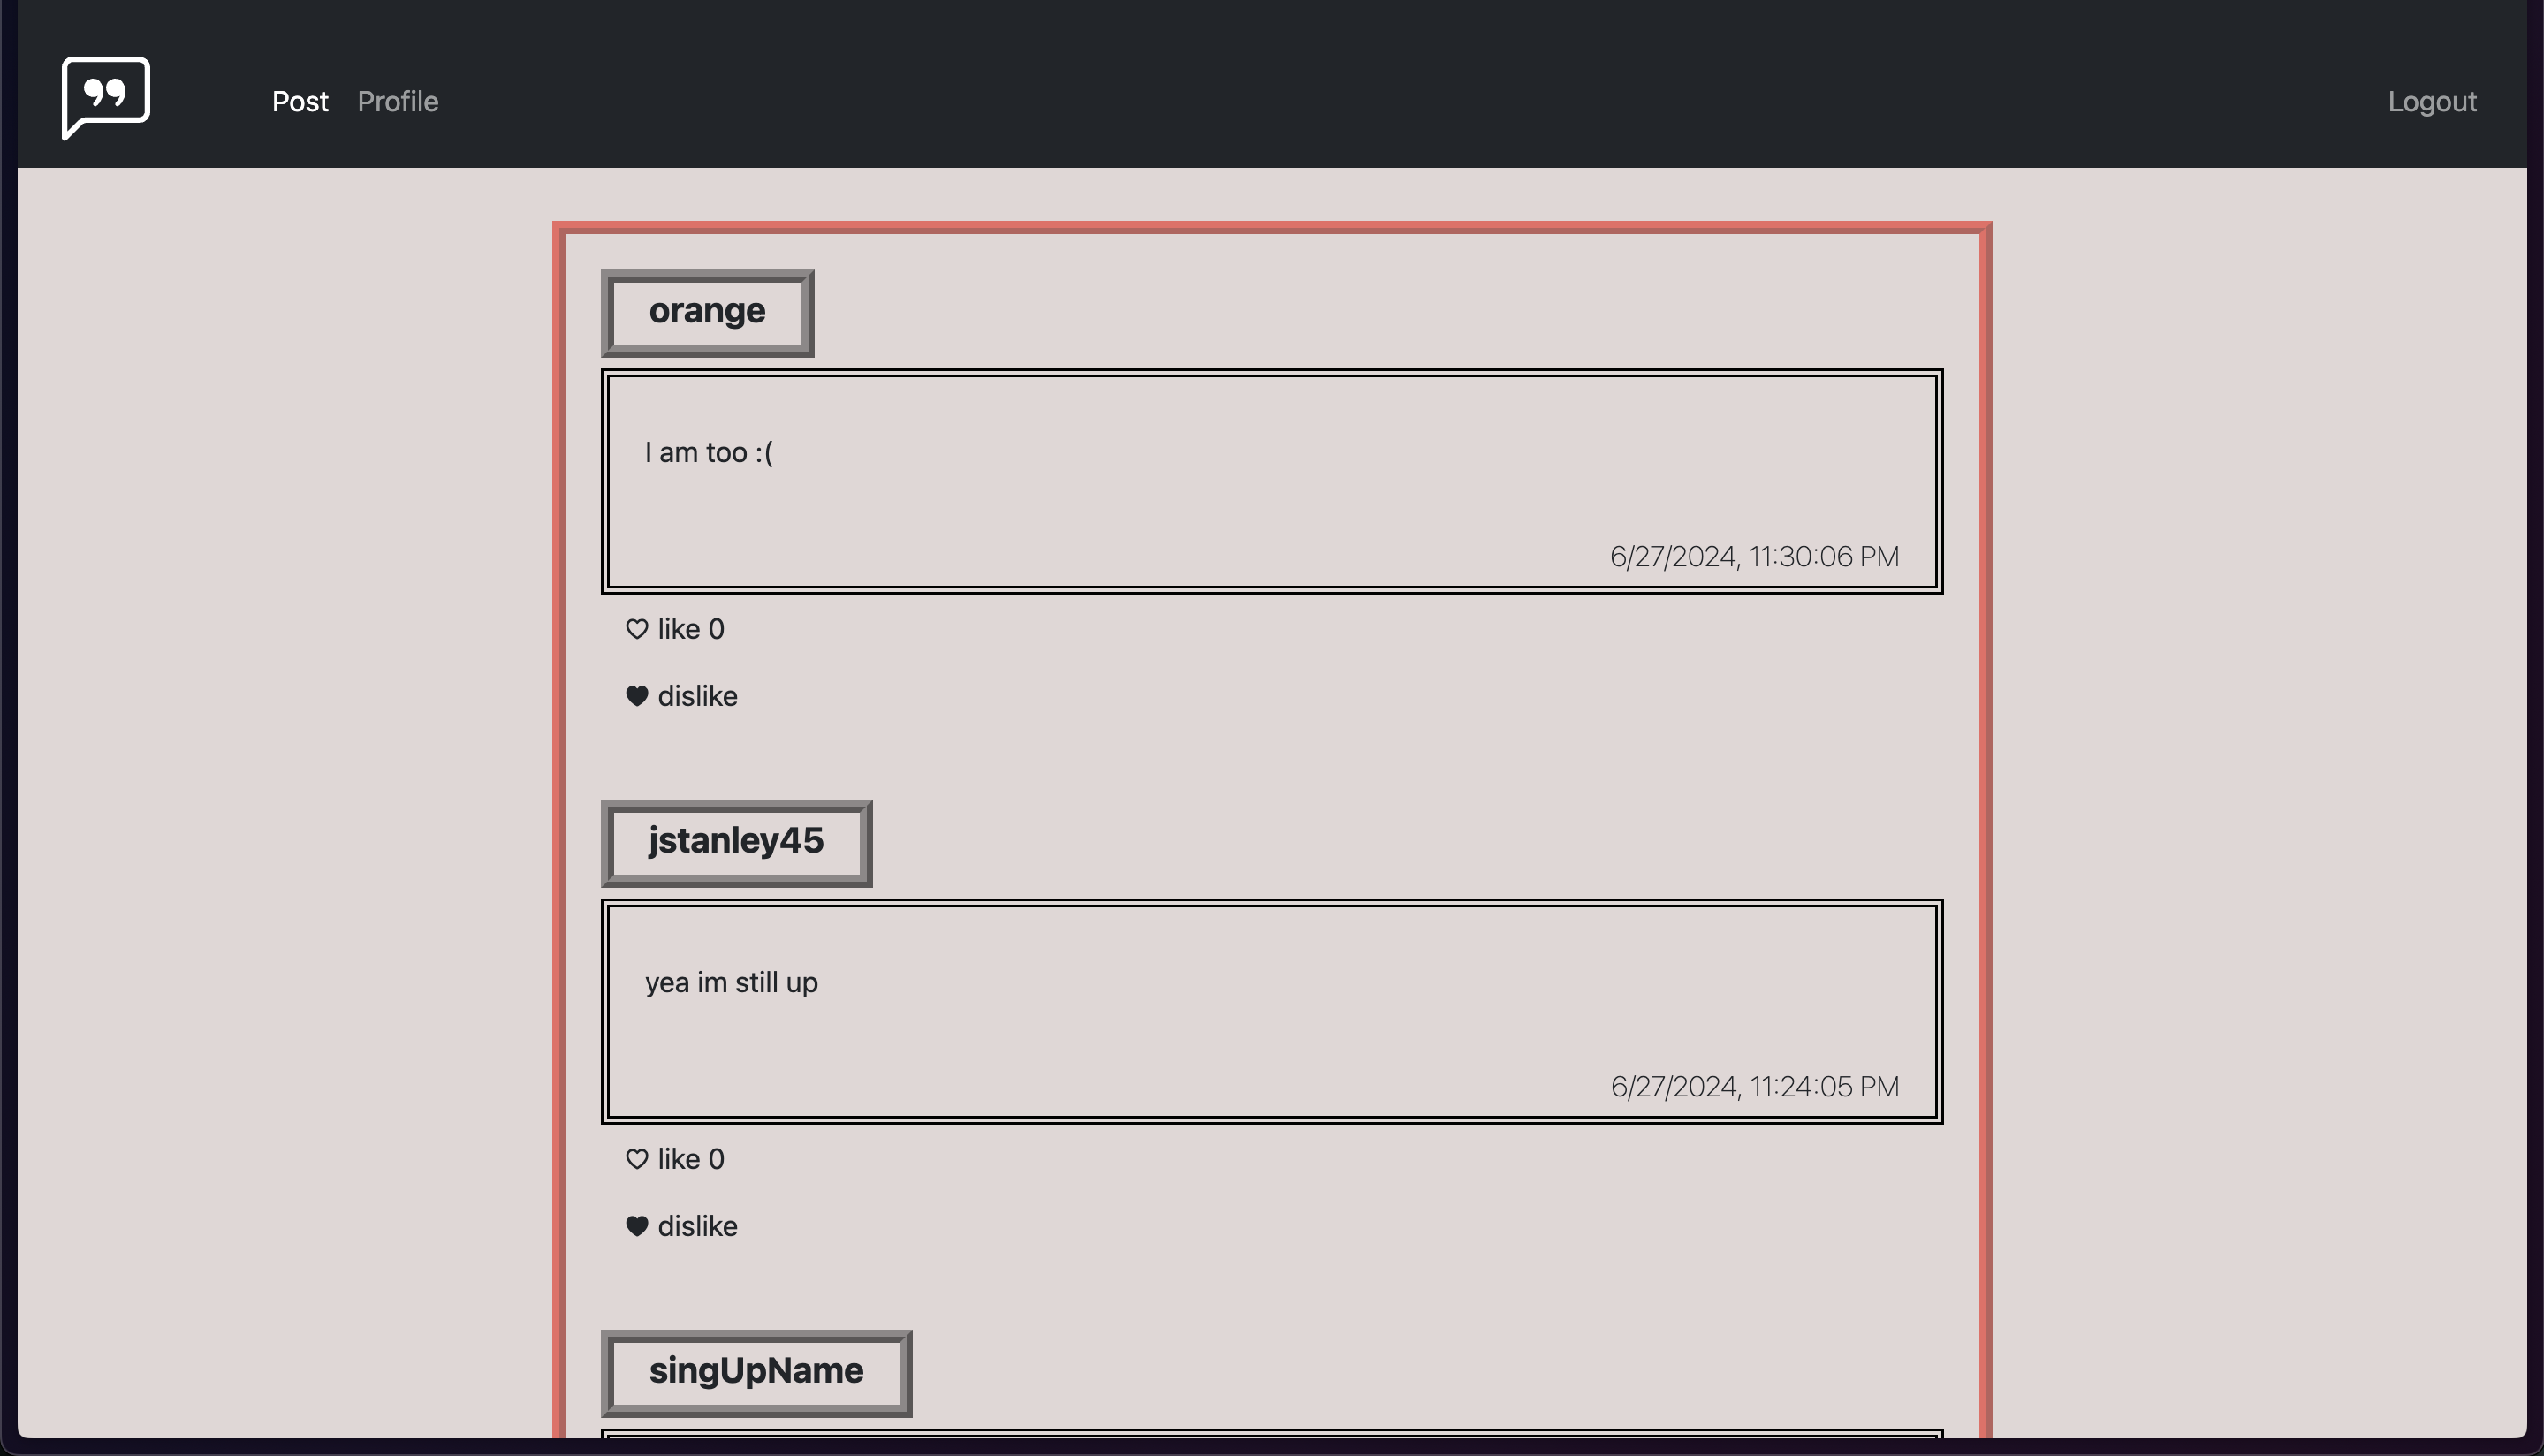 Post Profile Logout
orange
I am too :(
6/27/2024, 11:30:06 PM
like 0
dislike
jstanley45
yea im still up
6/27/2024, 11:24:05 PM
like 0
dislike
singUpName